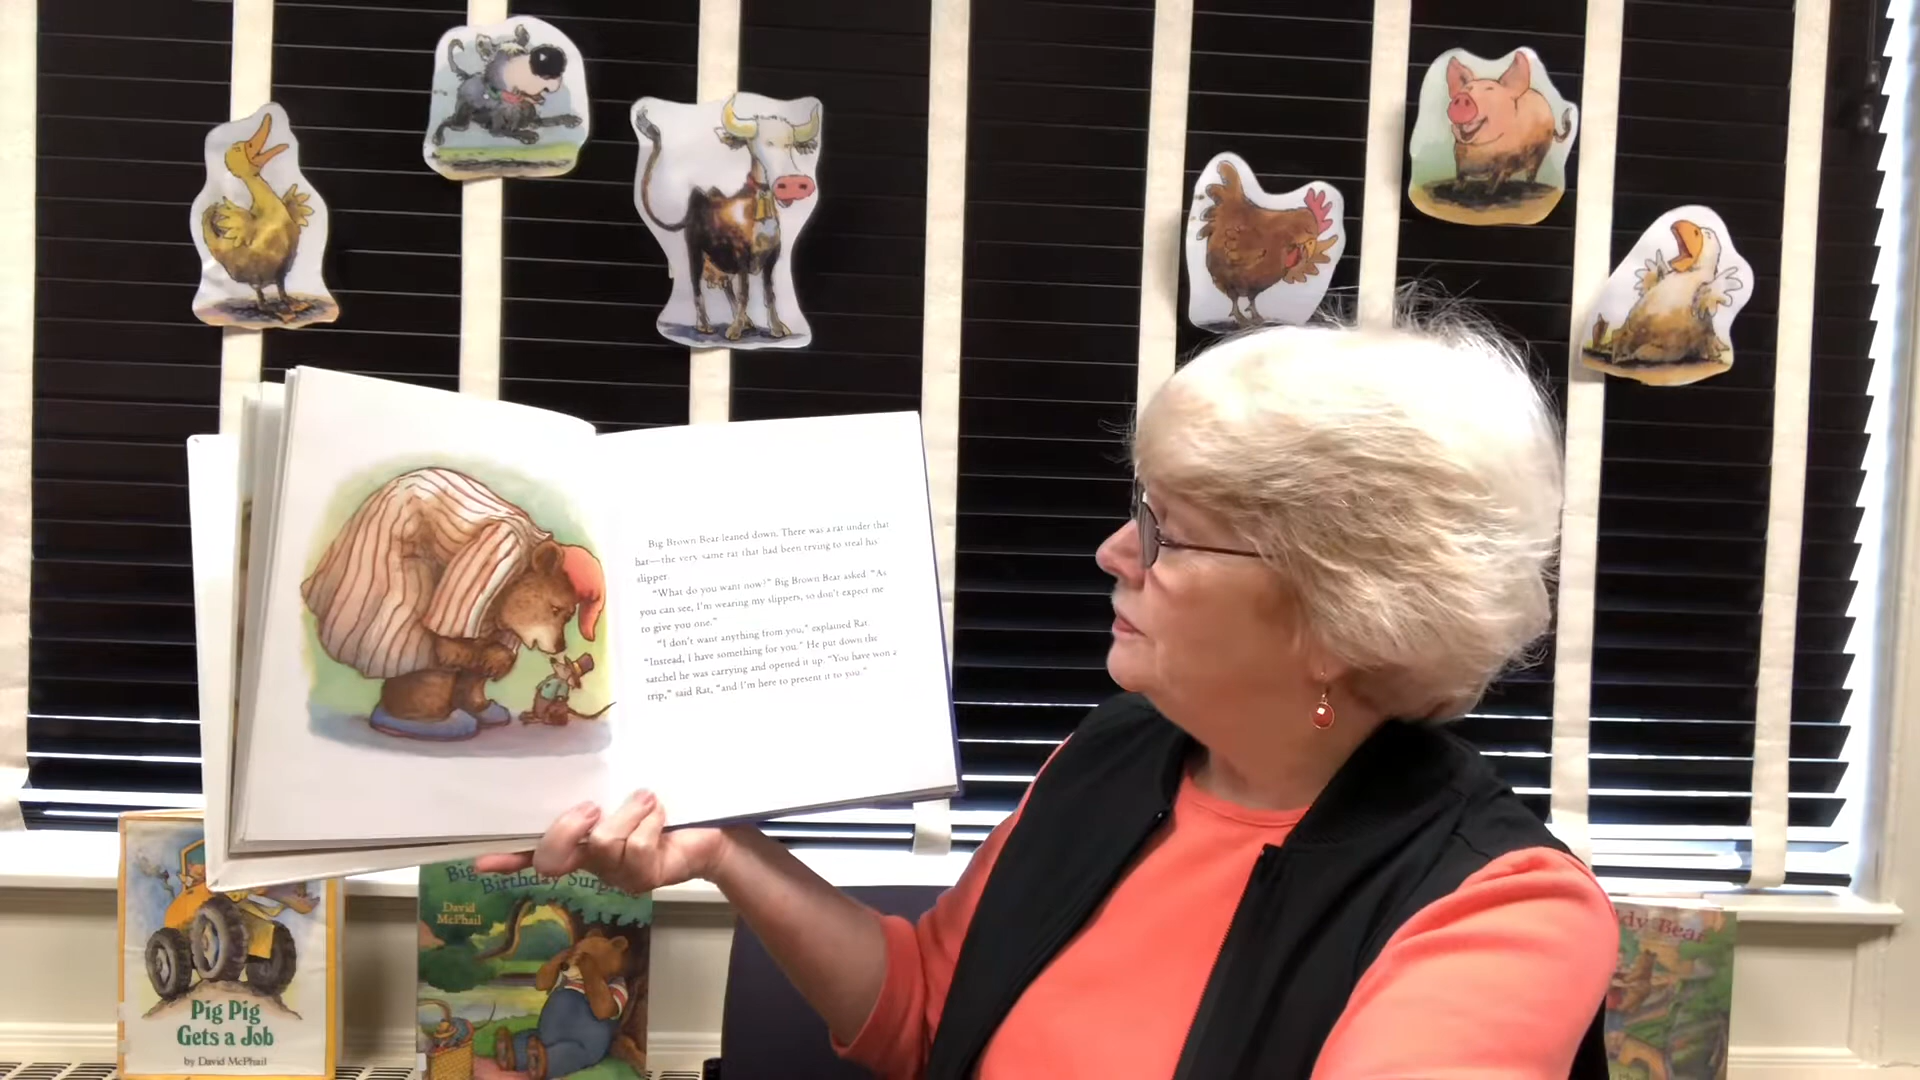 Big Brown Bear leaned down. There was a rat under that
hat—the very same rat that had been trying to steal his
slipper.
"What do you want now?" Big Brown Bear asked. "As
you can see, I'm wearing my slippers, so don't expect me
to give you one."
"I don't want anything from you," explained Rat.
"Instead, I have something for you." He put down the
satchel he was carrying and opened it up. "You have won a
trip," said Rat, "and I'm here to present it to you."
Pig Pig
Gets a Job
by David McPhail
Big
Birthday
David
McPhail
Bear